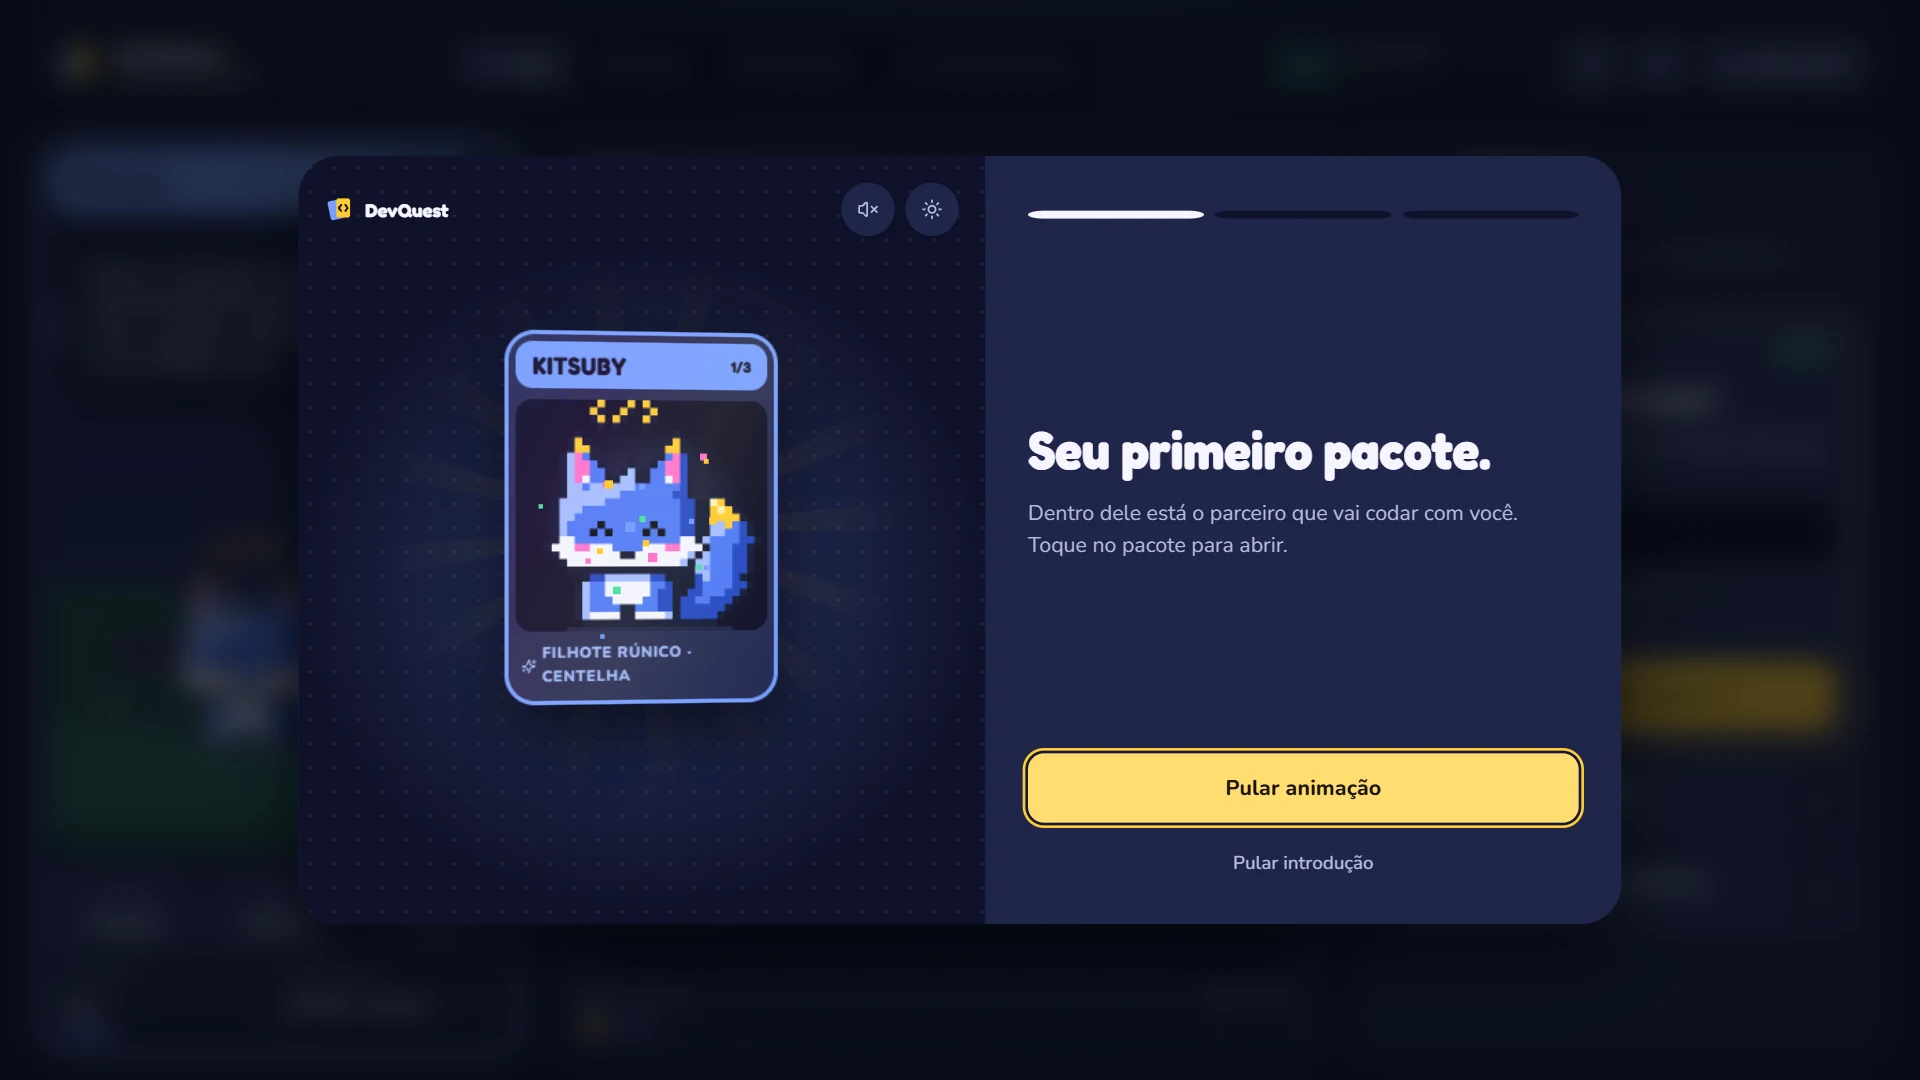 DevQuest
KITSUBY
1/3
</>
FILHOTE RÚNICO ·
CENTELHA
Seu primeiro pacote.
Dentro dele está o parceiro que vai codar com você.
Toque no pacote para abrir.
Pular animação
Pular introdução